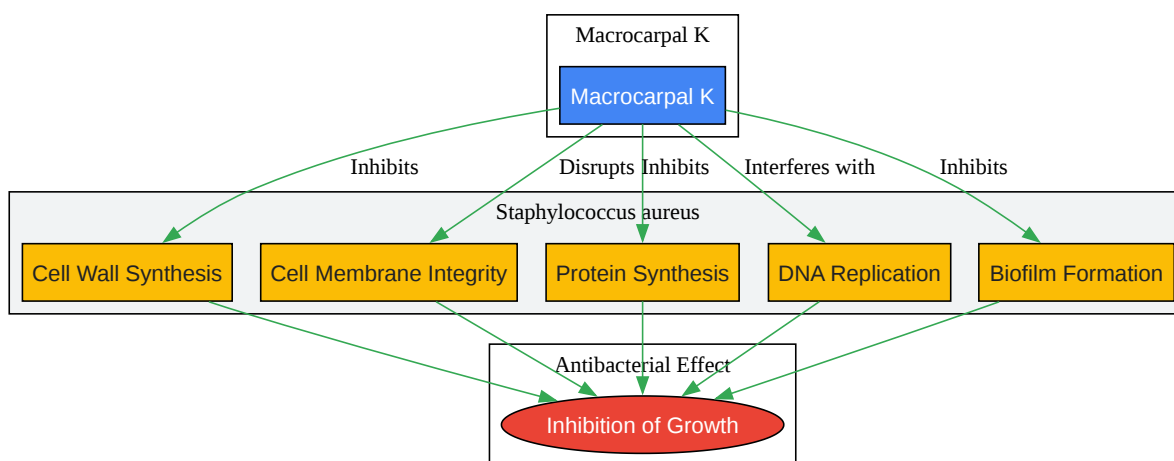 Macrocarpal K
Macrocarpal K
Inhibits
Disrupts
Inhibits
Interferes with
Inhibits
Staphylococcus aureus
Cell Wall Synthesis
Cell Membrane Integrity
Protein Synthesis
DNA Replication
Biofilm Formation
Antibacterial Effect
Inhibition of Growth